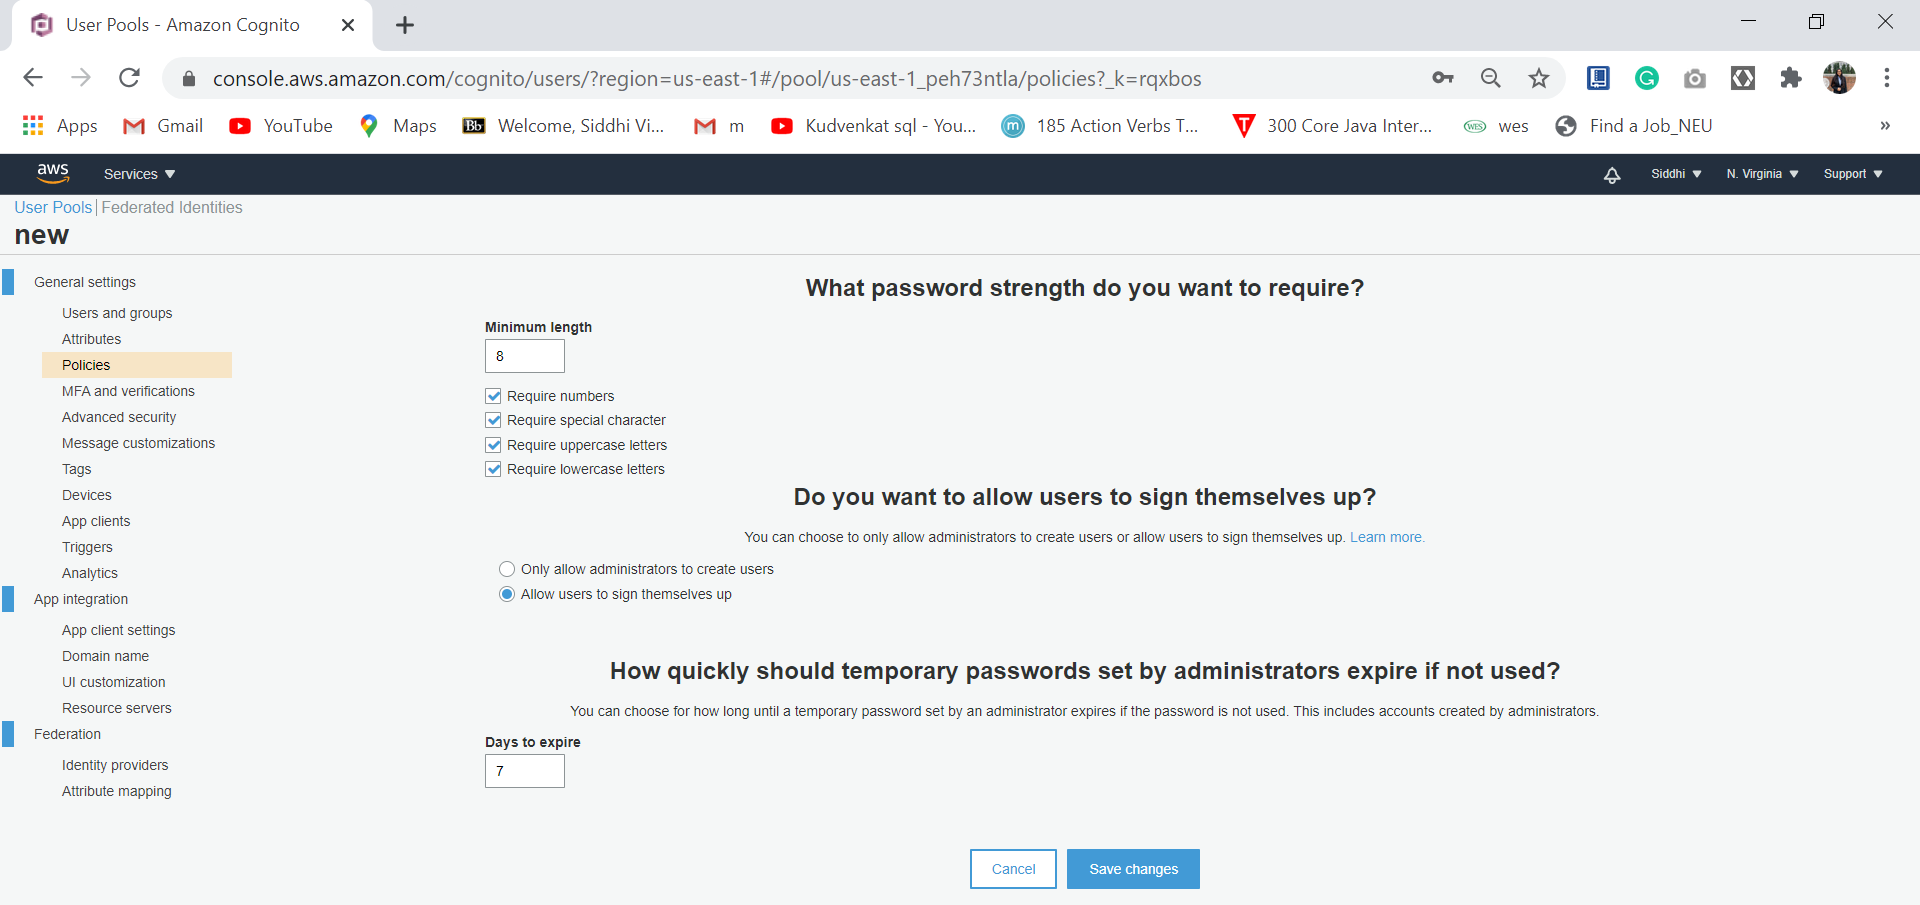 User Pools - Amazon Cognito
console.aws.amazon.com/cognito/users/?region=us-east-1#/pool/us-east-1_peh73ntla/policies?_k=rqxbos
Apps Gmail YouTube Maps Bb Welcome, Siddhi Vi... m Kudvenkat sql - You... m 185 Action Verbs T... T 300 Core Java Inter... WES wes Find a Job_NEU »
aws Services Siddhi N. Virginia Support
User Pools Federated Identities
new
General settings
Users and groups
Attributes
Policies
MFA and verifications
Advanced security
Message customizations
Tags
Devices
App clients
Triggers
Analytics
App integration
App client settings
Domain name
UI customization
Resource servers
Federation
Identity providers
Attribute mapping
What password strength do you want to require?
Minimum length
8
Require numbers
Require special character
Require uppercase letters
Require lowercase letters
Do you want to allow users to sign themselves up?
You can choose to only allow administrators to create users or allow users to sign themselves up. Learn more.
Only allow administrators to create users
Allow users to sign themselves up
How quickly should temporary passwords set by administrators expire if not used?
You can choose for how long until a temporary password set by an administrator expires if the password is not used. This includes accounts created by administrators.
Days to expire
7
Cancel Save changes